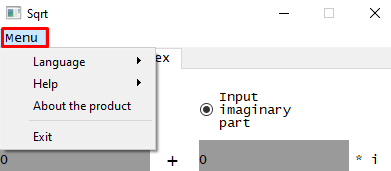 Sqrt
Menu
ex
Language
Help
About the product
Exit
Input
imaginary
part
0 + 0 * i